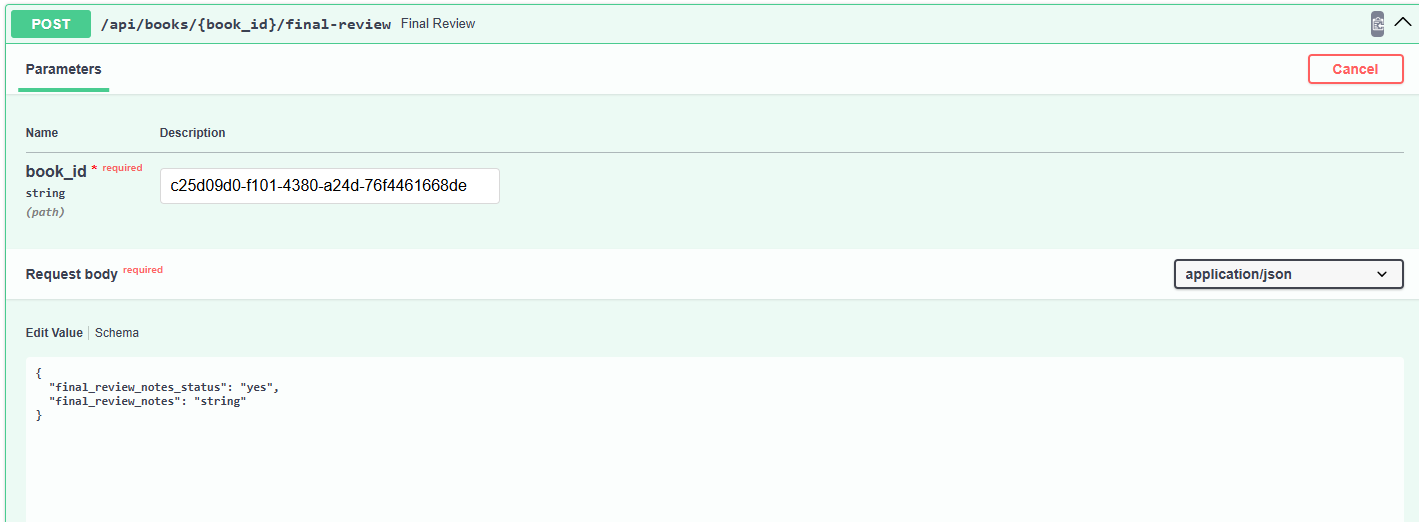 POST /api/books/{book_id}/final-review Final Review
Parameters
Cancel
Name Description
book_id * required
string
(path)
c25d09d0-f101-4380-a24d-76f4461668de
Request body required
application/json
Edit Value Schema
{
  "final_review_notes_status": "yes",
  "final_review_notes": "string"
}